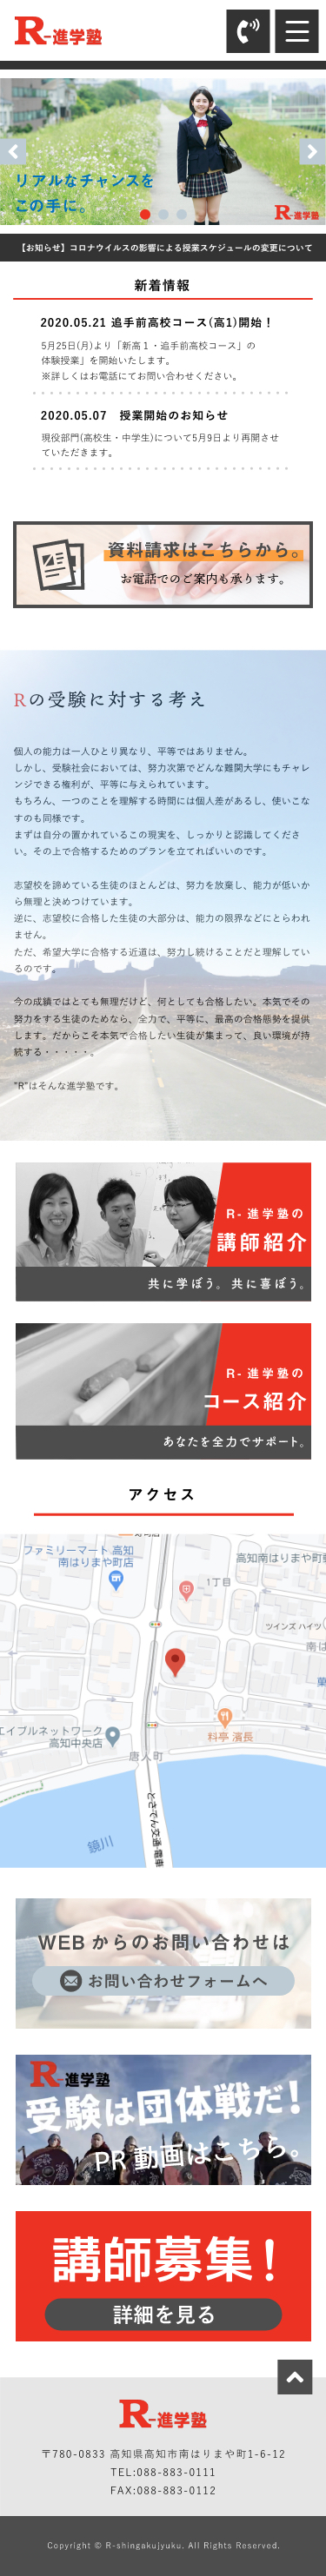 R-進学塾
リアルなチャンスを
この手に。
R-進学塾
【お知らせ】コロナウイルスの影響による授業スケジュールの変更について
新着情報
2020.05.21 追手前高校コース(高1)開始！
5月25日(月)より「新高１・追手前高校コース」の
体験授業」を開始いたします。
※詳しくはお電話にてお問い合わせください。
2020.05.07　授業開始のお知らせ
現役部門(高校生・中学生)について5月9日より再開させ
ていただきます。
資料請求はこちらから。
お電話でのご案内も承ります。
Rの受験に対する考え
個人の能力は一人ひとり異なり、平等ではありません。
しかし、受験社会においては、努力次第でどんな難関大学にもチャレ
ンジできる権利が、平等に与えられています。
もちろん、一つのことを理解する時間には個人差があるし、使いこな
すのも同様です。
まずは自分の置かれているこの現実を、しっかりと認識してくださ
い。その上で合格するためのプランを立てればいいのです。
志望校を諦めている生徒のほとんどは、努力を放棄し、能力が低いか
ら無理と決めつけています。
逆に、志望校に合格した生徒の大部分は、能力の限界などにとらわれ
ません。
ただ、希望大学に合格する近道は、努力し続けることだと理解してい
るのです。
今の成績ではとても無理だけど、何としても合格したい。本気でその
努力をする生徒のためなら、全力で、平等に、最高の合格態勢を提供
します。だからこそ本気で合格したい生徒が集まって、良い環境が持
続する・・・・・。
"R"はそんな進学塾です。
R-進学塾の
講師紹介
共に学ぼう。共に喜ぼう。
R-進学塾の
コース紹介
あなたを全力でサポート。
アクセス
ファミリーマート 高知
南はりまや町店
高知南はりまや町郵
1丁目
ツインズ ハイツ
南は
エイブルネットワーク
高知中央店
料亭 濱長
唐人町
とさでん交通-桟橋
鏡川
WEBからのお問い合わせは
お問い合わせフォームへ
R-進学塾
受験は団体戦だ！
PR動画はこちら。
講師募集！
詳細を見る
R-進学塾
〒780-0833 高知県高知市南はりまや町1-6-12
TEL:088-883-0111
FAX:088-883-0112
Copyright © R-shingakujyuku. All Rights Reserved.